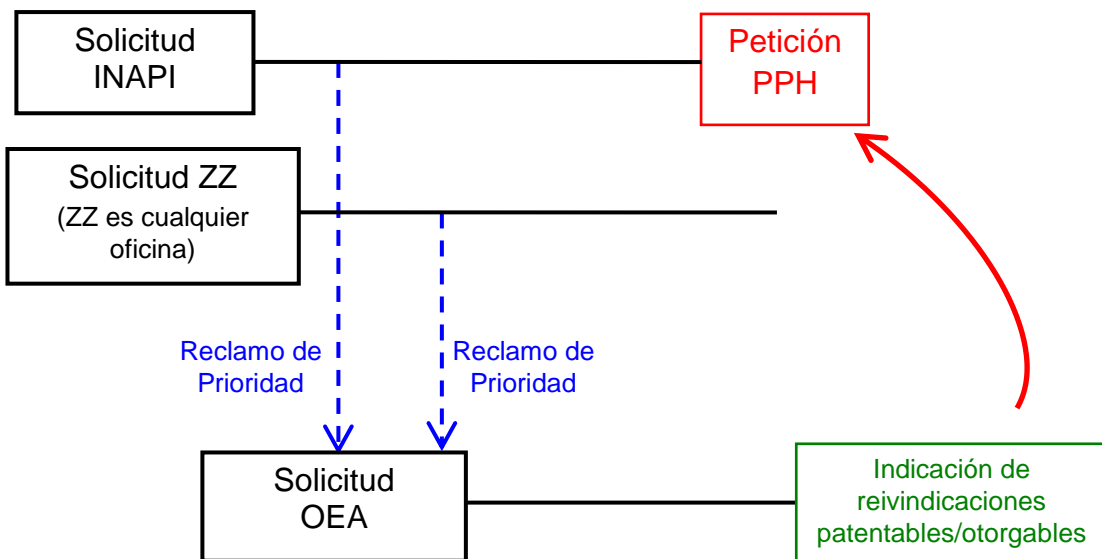 Solicitud
INAPI
Petición
PPH
Solicitud ZZ
(ZZ es cualquier
oficina)
Reclamo de
Prioridad
Reclamo de
Prioridad
Solicitud
OEA
Indicación de
reivindicaciones
patentables/otorgables